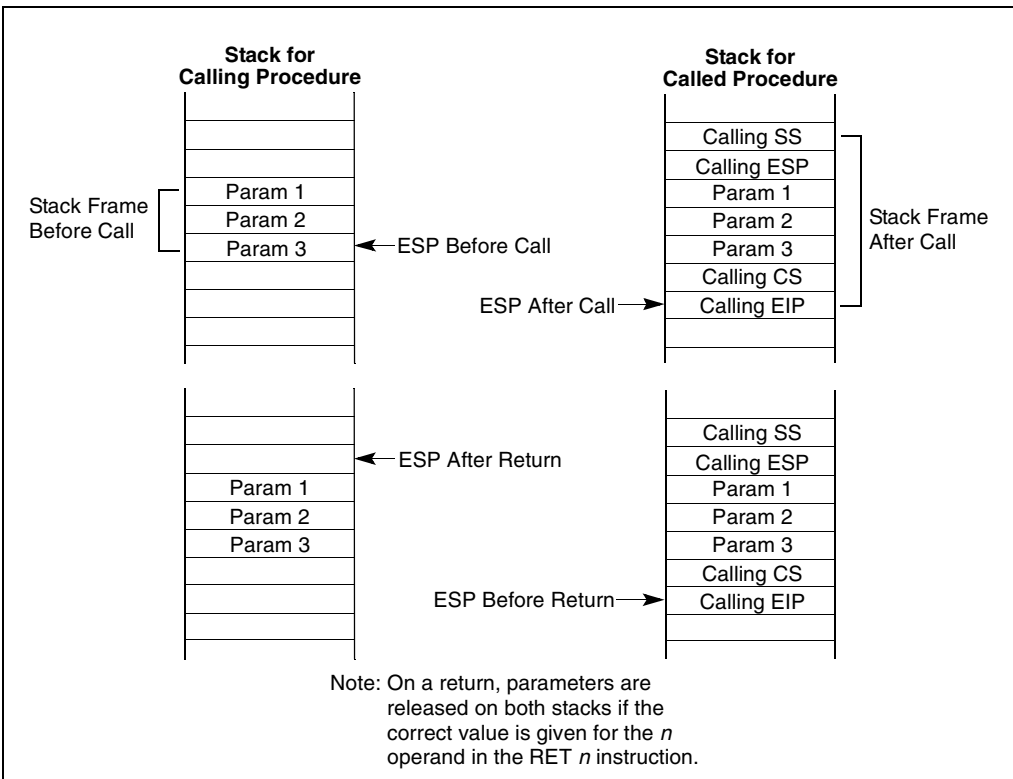 Stack for
Calling Procedure
Stack for
Called Procedure
Stack Frame
Before Call
Param 1
Param 2
Param 3
ESP Before Call
ESP After Call
Calling SS
Calling ESP
Param 1
Param 2
Param 3
Calling CS
Calling EIP
Stack Frame
After Call
ESP After Return
Param 1
Param 2
Param 3
ESP Before Return
Calling SS
Calling ESP
Param 1
Param 2
Param 3
Calling CS
Calling EIP
Note: On a return, parameters are
released on both stacks if the
correct value is given for the n
operand in the RET n instruction.